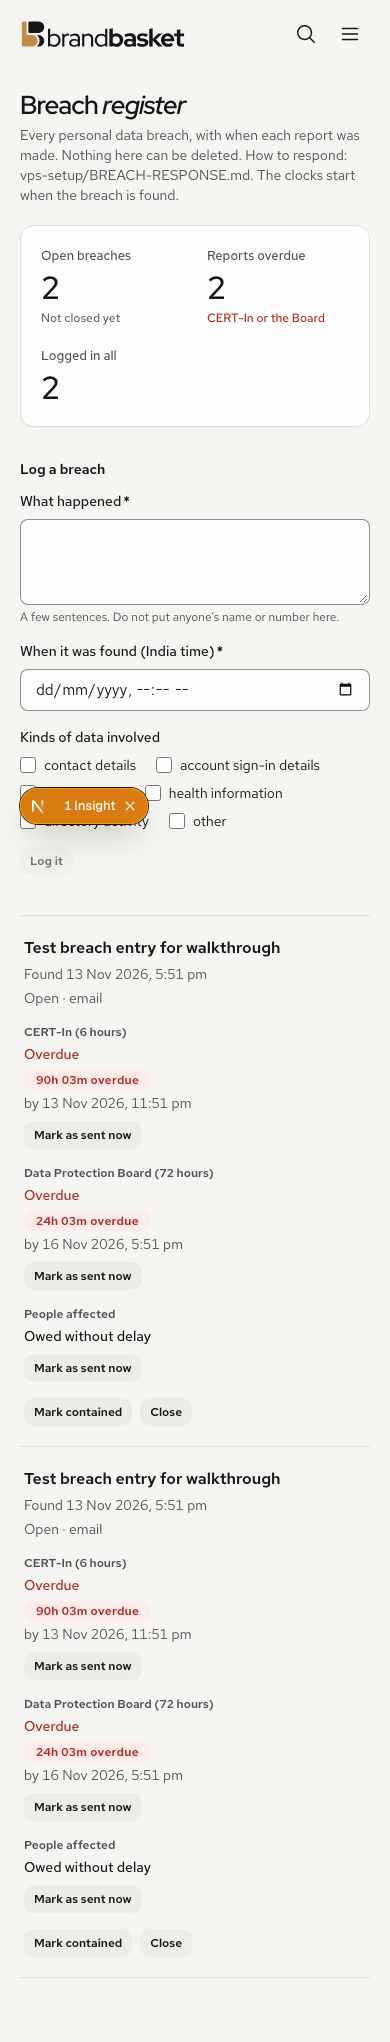 brandbasket
Breach register
Every personal data breach, with when each report was
made. Nothing here can be deleted. How to respond:
vps-setup/BREACH-RESPONSE.md. The clocks start
when the breach is found.
Open breaches
2
Not closed yet
Reports overdue
2
CERT-In or the Board
Logged in all
2
Log a breach
What happened *
A few sentences. Do not put anyone's name or number here.
When it was found (India time) *
dd/mm/yyyy, --:-- --
Kinds of data involved
contact details
account sign-in details
health information
N 1 Insight
directory activity
other
Log it
Test breach entry for walkthrough
Found 13 Nov 2026, 5:51 pm
Open · email
CERT-In (6 hours)
Overdue
90h 03m overdue
by 13 Nov 2026, 11:51 pm
Mark as sent now
Data Protection Board (72 hours)
Overdue
24h 03m overdue
by 16 Nov 2026, 5:51 pm
Mark as sent now
People affected
Owed without delay
Mark as sent now
Mark contained
Close
Test breach entry for walkthrough
Found 13 Nov 2026, 5:51 pm
Open · email
CERT-In (6 hours)
Overdue
90h 03m overdue
by 13 Nov 2026, 11:51 pm
Mark as sent now
Data Protection Board (72 hours)
Overdue
24h 03m overdue
by 16 Nov 2026, 5:51 pm
Mark as sent now
People affected
Owed without delay
Mark as sent now
Mark contained
Close